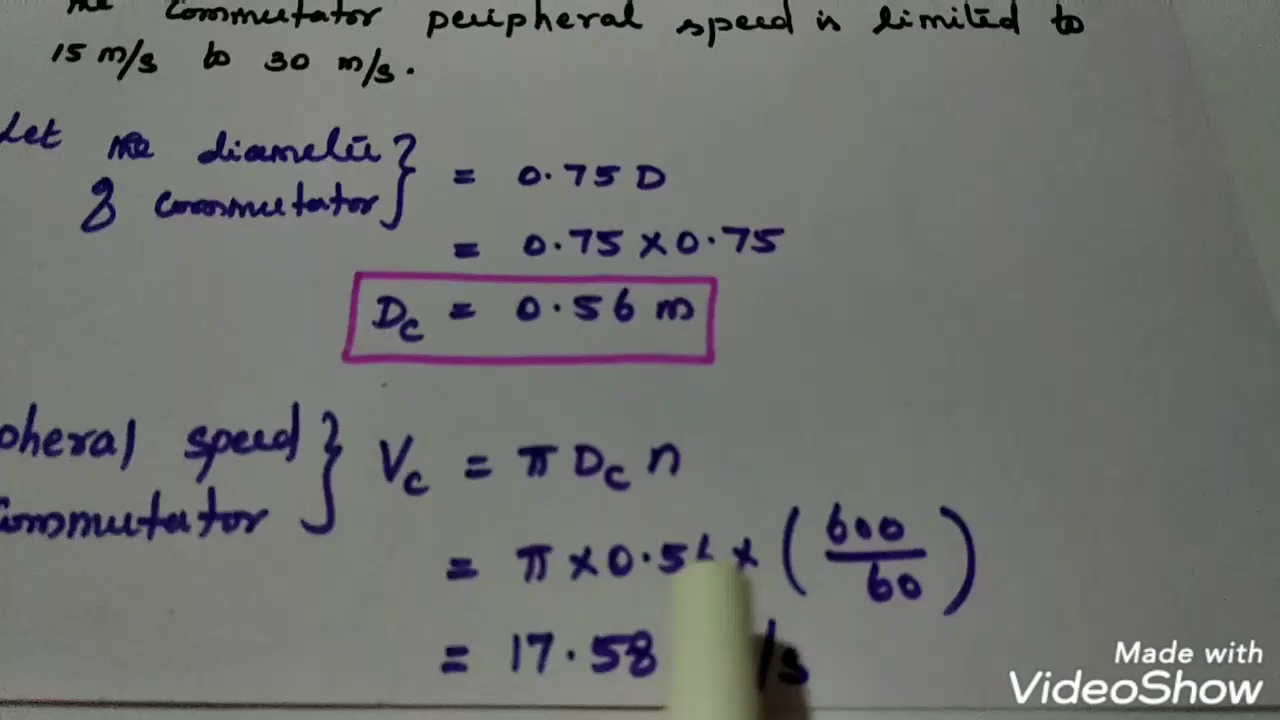 The commutator peripheral speed is limited to
15 m/s to 30 m/s.
Let the diameter } = 0.75 D
of commutator
= 0.75 × 0.75
Dc = 0.56 m
pheral speed } Vc = π Dc n
Commutator
= π × 0.5 × (600/60)
= 17.58 /s
Made with
VideoShow